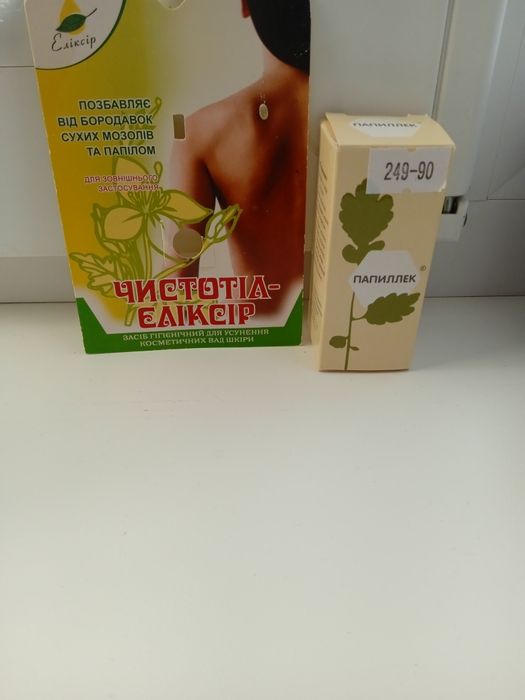 Еліксір
ПОЗБАВЛЯЄ
ВІД БОРОДАВОК
СУХИХ МОЗОЛІВ
ТА ПАПІЛОМ
ДЛЯ ЗОВНІШНЬОГО
ЗАСТОСУВАННЯ
ЧИСТОТІЛ-
ЕЛІКСІР
ЗАСІБ ГІГІЄНІЧНИЙ ДЛЯ УСУНЕННЯ
КОСМЕТИЧНИХ ВАД ШКІРИ
ПАПИЛЛЕК
249-90
ПАПИЛЛЕК®